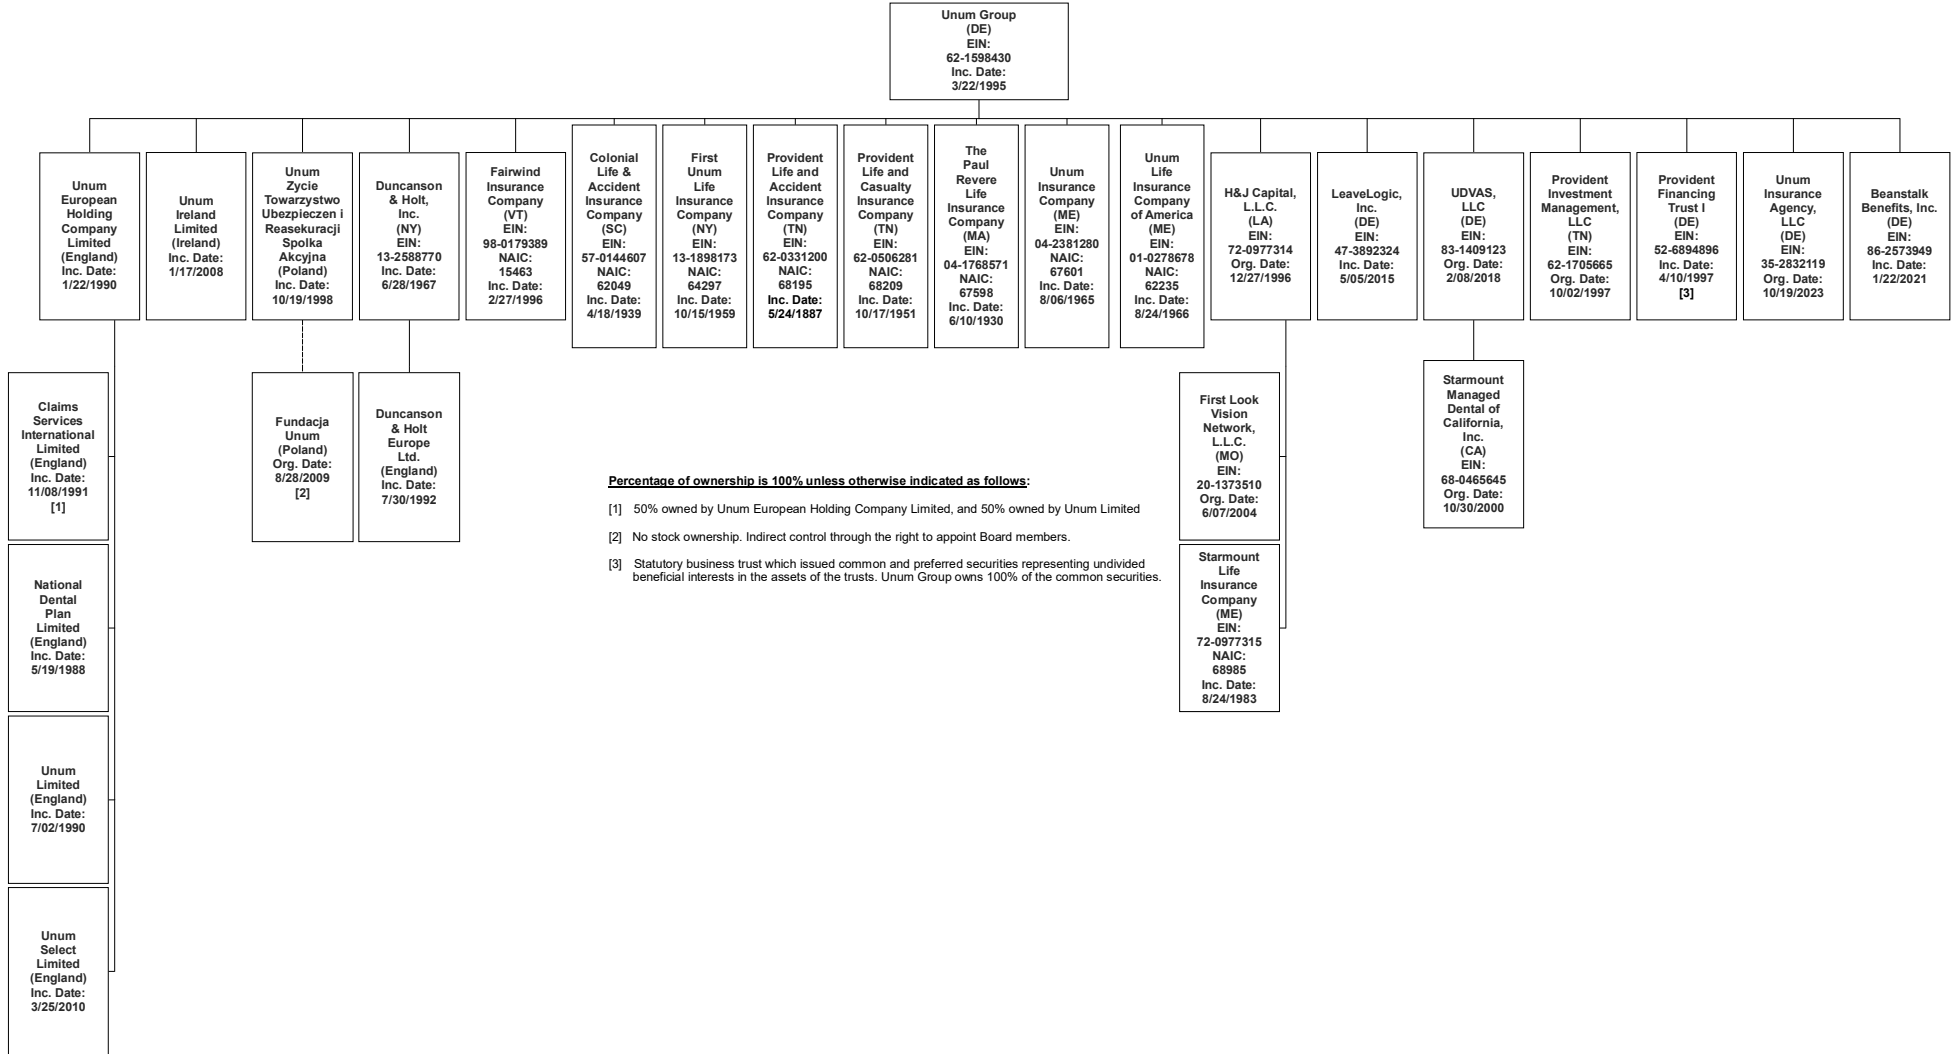 Unum Group
(DE)
EIN:
62-1598430
Inc. Date:
3/22/1995
Unum
European
Holding
Company
Limited
(England)
Inc. Date:
1/22/1990
Unum
Ireland
Limited
(Ireland)
Inc. Date:
1/17/2008
Unum
Zycie
Towarzystwo
Ubezpieczen i
Reasekuracji
Spolka
Akcyjna
(Poland)
Inc. Date:
10/19/1998
Duncanson
& Holt,
Inc.
(NY)
EIN:
13-2588770
Inc. Date:
6/28/1967
Fairwind
Insurance
Company
(VT)
EIN:
98-0179389
NAIC:
15463
Inc. Date:
2/27/1996
Colonial
Life &
Accident
Insurance
Company
(SC)
EIN:
57-0144607
NAIC:
62049
Inc. Date:
4/18/1939
First
Unum
Life
Insurance
Company
(NY)
EIN:
13-1898173
NAIC:
64297
Inc. Date:
10/15/1959
Provident
Life and
Accident
Insurance
Company
(TN)
EIN:
62-0331200
NAIC:
68195
Inc. Date:
5/24/1887
Provident
Life and
Casualty
Insurance
Company
(TN)
EIN:
62-0506281
NAIC:
68209
Inc. Date:
10/17/1951
The
Paul
Revere
Life
Insurance
Company
(MA)
EIN:
04-1768571
NAIC:
67598
Inc. Date:
6/10/1930
Unum
Insurance
Company
(ME)
EIN:
04-2381280
NAIC:
67601
Inc. Date:
8/06/1965
Unum
Life
Insurance
Company
of America
(ME)
EIN:
01-0278678
NAIC:
62235
Inc. Date:
8/24/1966
H&J Capital,
L.L.C.
(LA)
EIN:
72-0977314
Org. Date:
12/27/1996
LeaveLogic,
Inc.
(DE)
EIN:
47-3892324
Inc. Date:
5/05/2015
UDVAS,
LLC
(DE)
EIN:
83-1409123
Org. Date:
2/08/2018
Provident
Investment
Management,
LLC
(TN)
EIN:
62-1705665
Org. Date:
10/02/1997
Provident
Financing
Trust I
(DE)
EIN:
52-6894896
Inc. Date:
4/10/1997
[3]
Unum
Insurance
Agency,
LLC
(DE)
EIN:
35-2832119
Org. Date:
10/19/2023
Beanstalk
Benefits, Inc.
(DE)
EIN:
86-2573949
Inc. Date:
1/22/2021
Claims
Services
International
Limited
(England)
Inc. Date:
11/08/1991
[1]
Fundacja
Unum
(Poland)
Org. Date:
8/28/2009
[2]
Duncanson
& Holt
Europe
Ltd.
(England)
Inc. Date:
7/30/1992
First Look
Vision
Network,
L.L.C.
(MO)
EIN:
20-1373510
Org. Date:
6/07/2004
Starmount
Managed
Dental of
California,
Inc.
(CA)
EIN:
68-0465645
Org. Date:
10/30/2000
Percentage of ownership is 100% unless otherwise indicated as follows:
[1] 50% owned by Unum European Holding Company Limited, and 50% owned by Unum Limited
[2] No stock ownership. Indirect control through the right to appoint Board members.
[3] Statutory business trust which issued common and preferred securities representing undivided
beneficial interests in the assets of the trusts. Unum Group owns 100% of the common securities.
National
Dental
Plan
Limited
(England)
Inc. Date:
5/19/1988
Starmount
Life
Insurance
Company
(ME)
EIN:
72-0977315
NAIC:
68985
Inc. Date:
8/24/1983
Unum
Limited
(England)
Inc. Date:
7/02/1990
Unum
Select
Limited
(England)
Inc. Date:
3/25/2010